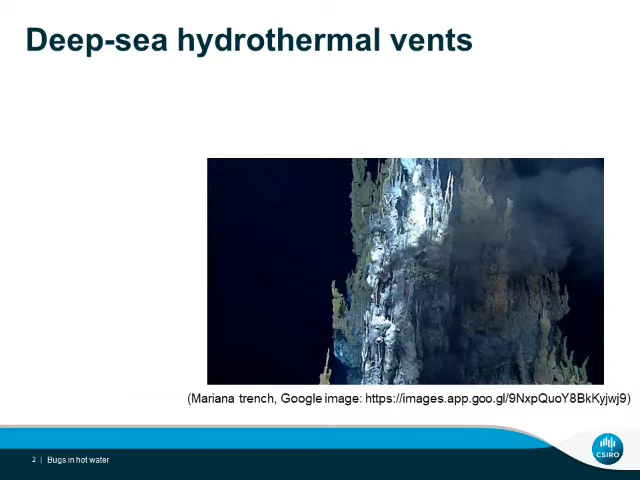 Deep-sea hydrothermal vents
(Mariana trench, Google image: https://images.app.goo.gl/9NxpQuoY8BkKyjwj9)
2 | Bugs in hot water
CSIRO